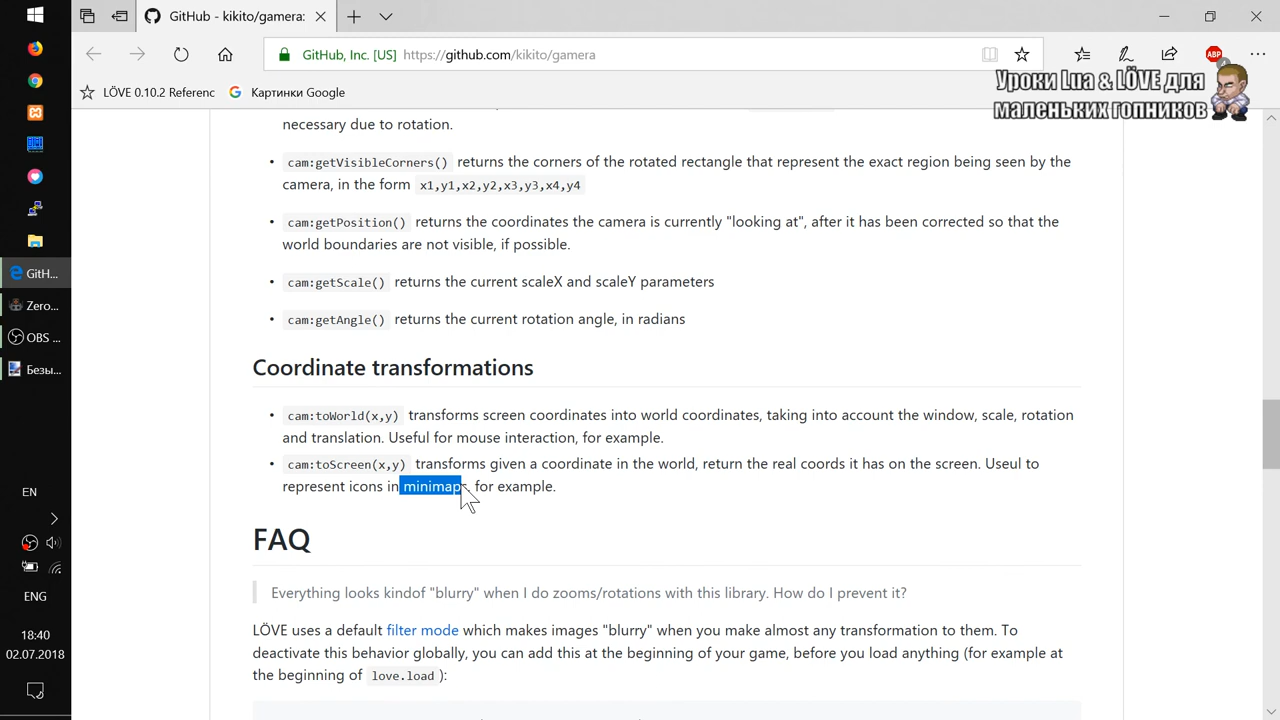 GitHub - kikito/gamera:
GitHub, Inc. [US] https://github.com/kikito/gamera
ABP
4
LÖVE 0.10.2 Referenc
Картинки Google
Уроки Lua & LÖVE для
маленьких гопников
necessary due to rotation.
• cam:getVisibleCorners() returns the corners of the rotated rectangle that represent the exact region being seen by the
camera, in the form x1,y1,x2,y2,x3,y3,x4,y4
• cam:getPosition() returns the coordinates the camera is currently "looking at", after it has been corrected so that the
world boundaries are not visible, if possible.
• cam:getScale() returns the current scaleX and scaleY parameters
• cam:getAngle() returns the current rotation angle, in radians
Coordinate transformations
• cam:toWorld(x,y) transforms screen coordinates into world coordinates, taking into account the window, scale, rotation
and translation. Useful for mouse interaction, for example.
• cam:toScreen(x,y) transforms given a coordinate in the world, return the real coords it has on the screen. Useul to
represent icons in minimaps, for example.
FAQ
Everything looks kindof "blurry" when I do zooms/rotations with this library. How do I prevent it?
LÖVE uses a default filter mode which makes images "blurry" when you make almost any transformation to them. To
deactivate this behavior globally, you can add this at the beginning of your game, before you load anything (for example at
the beginning of love.load ):
GitH...
Zero...
OBS ...
Безы...
EN
ENG
18:40
02.07.2018